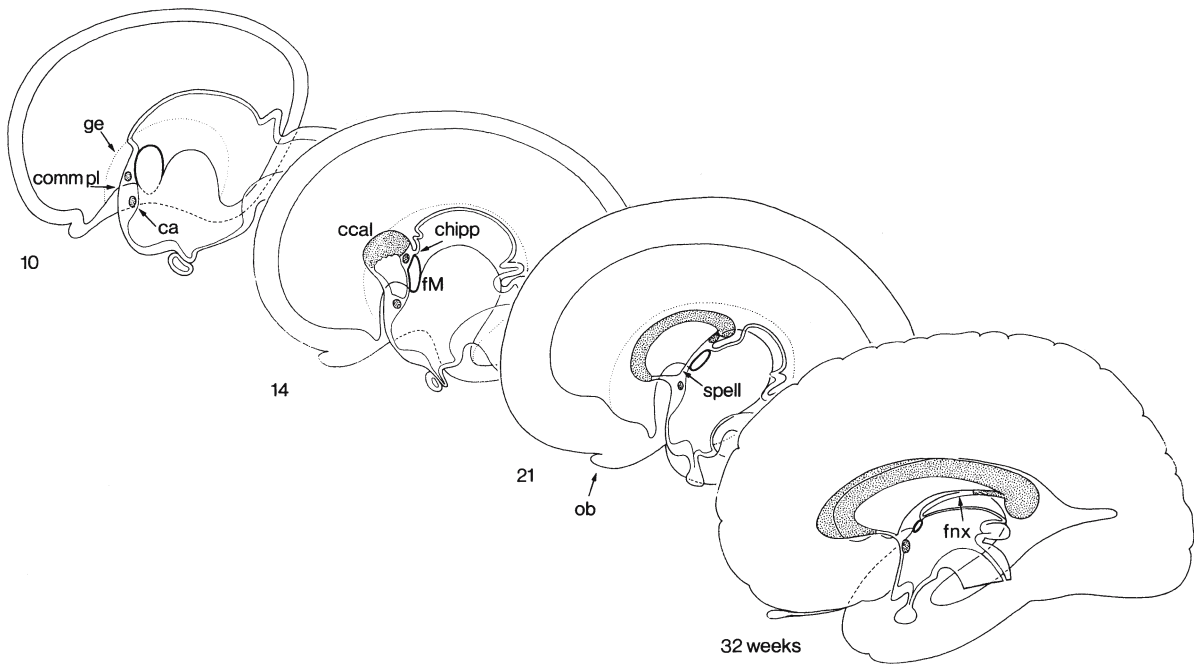 ge
comm pl
ca
10
ccal
chipp
fM
14
spell
21
ob
fnx
32 weeks